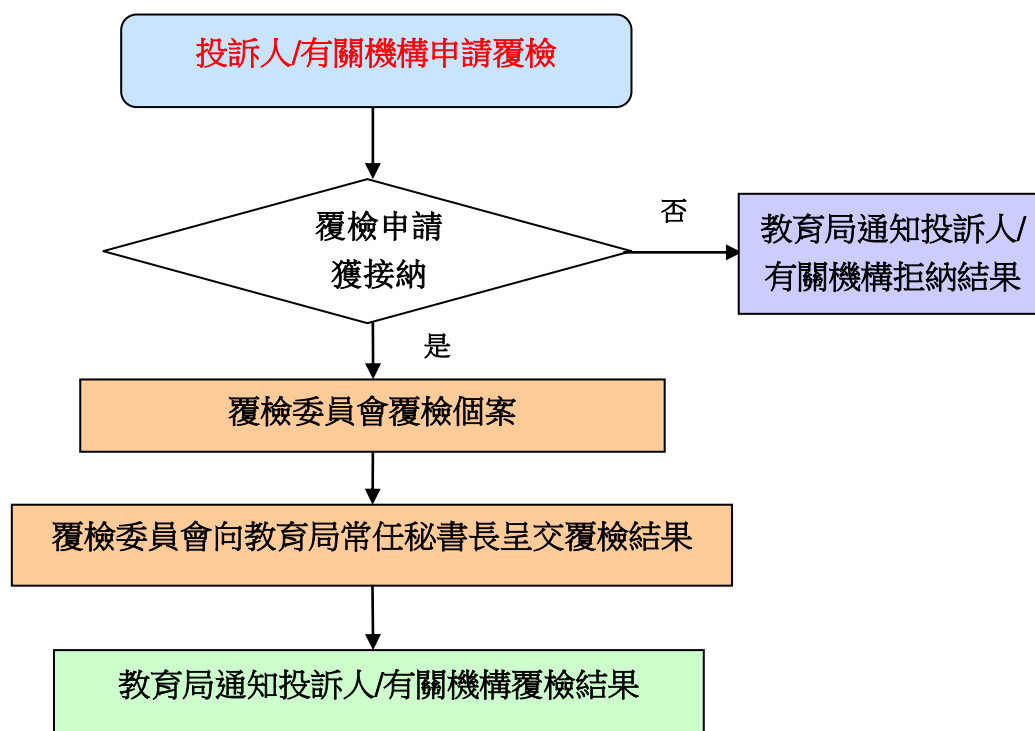 投訴人/有關機構申請覆檢
覆檢申請
獲接納
否
教育局通知投訴人/
有關機構拒納結果
是
覆檢委員會覆檢個案
覆檢委員會向教育局常任秘書長呈交覆檢結果
教育局通知投訴人/有關機構覆檢結果